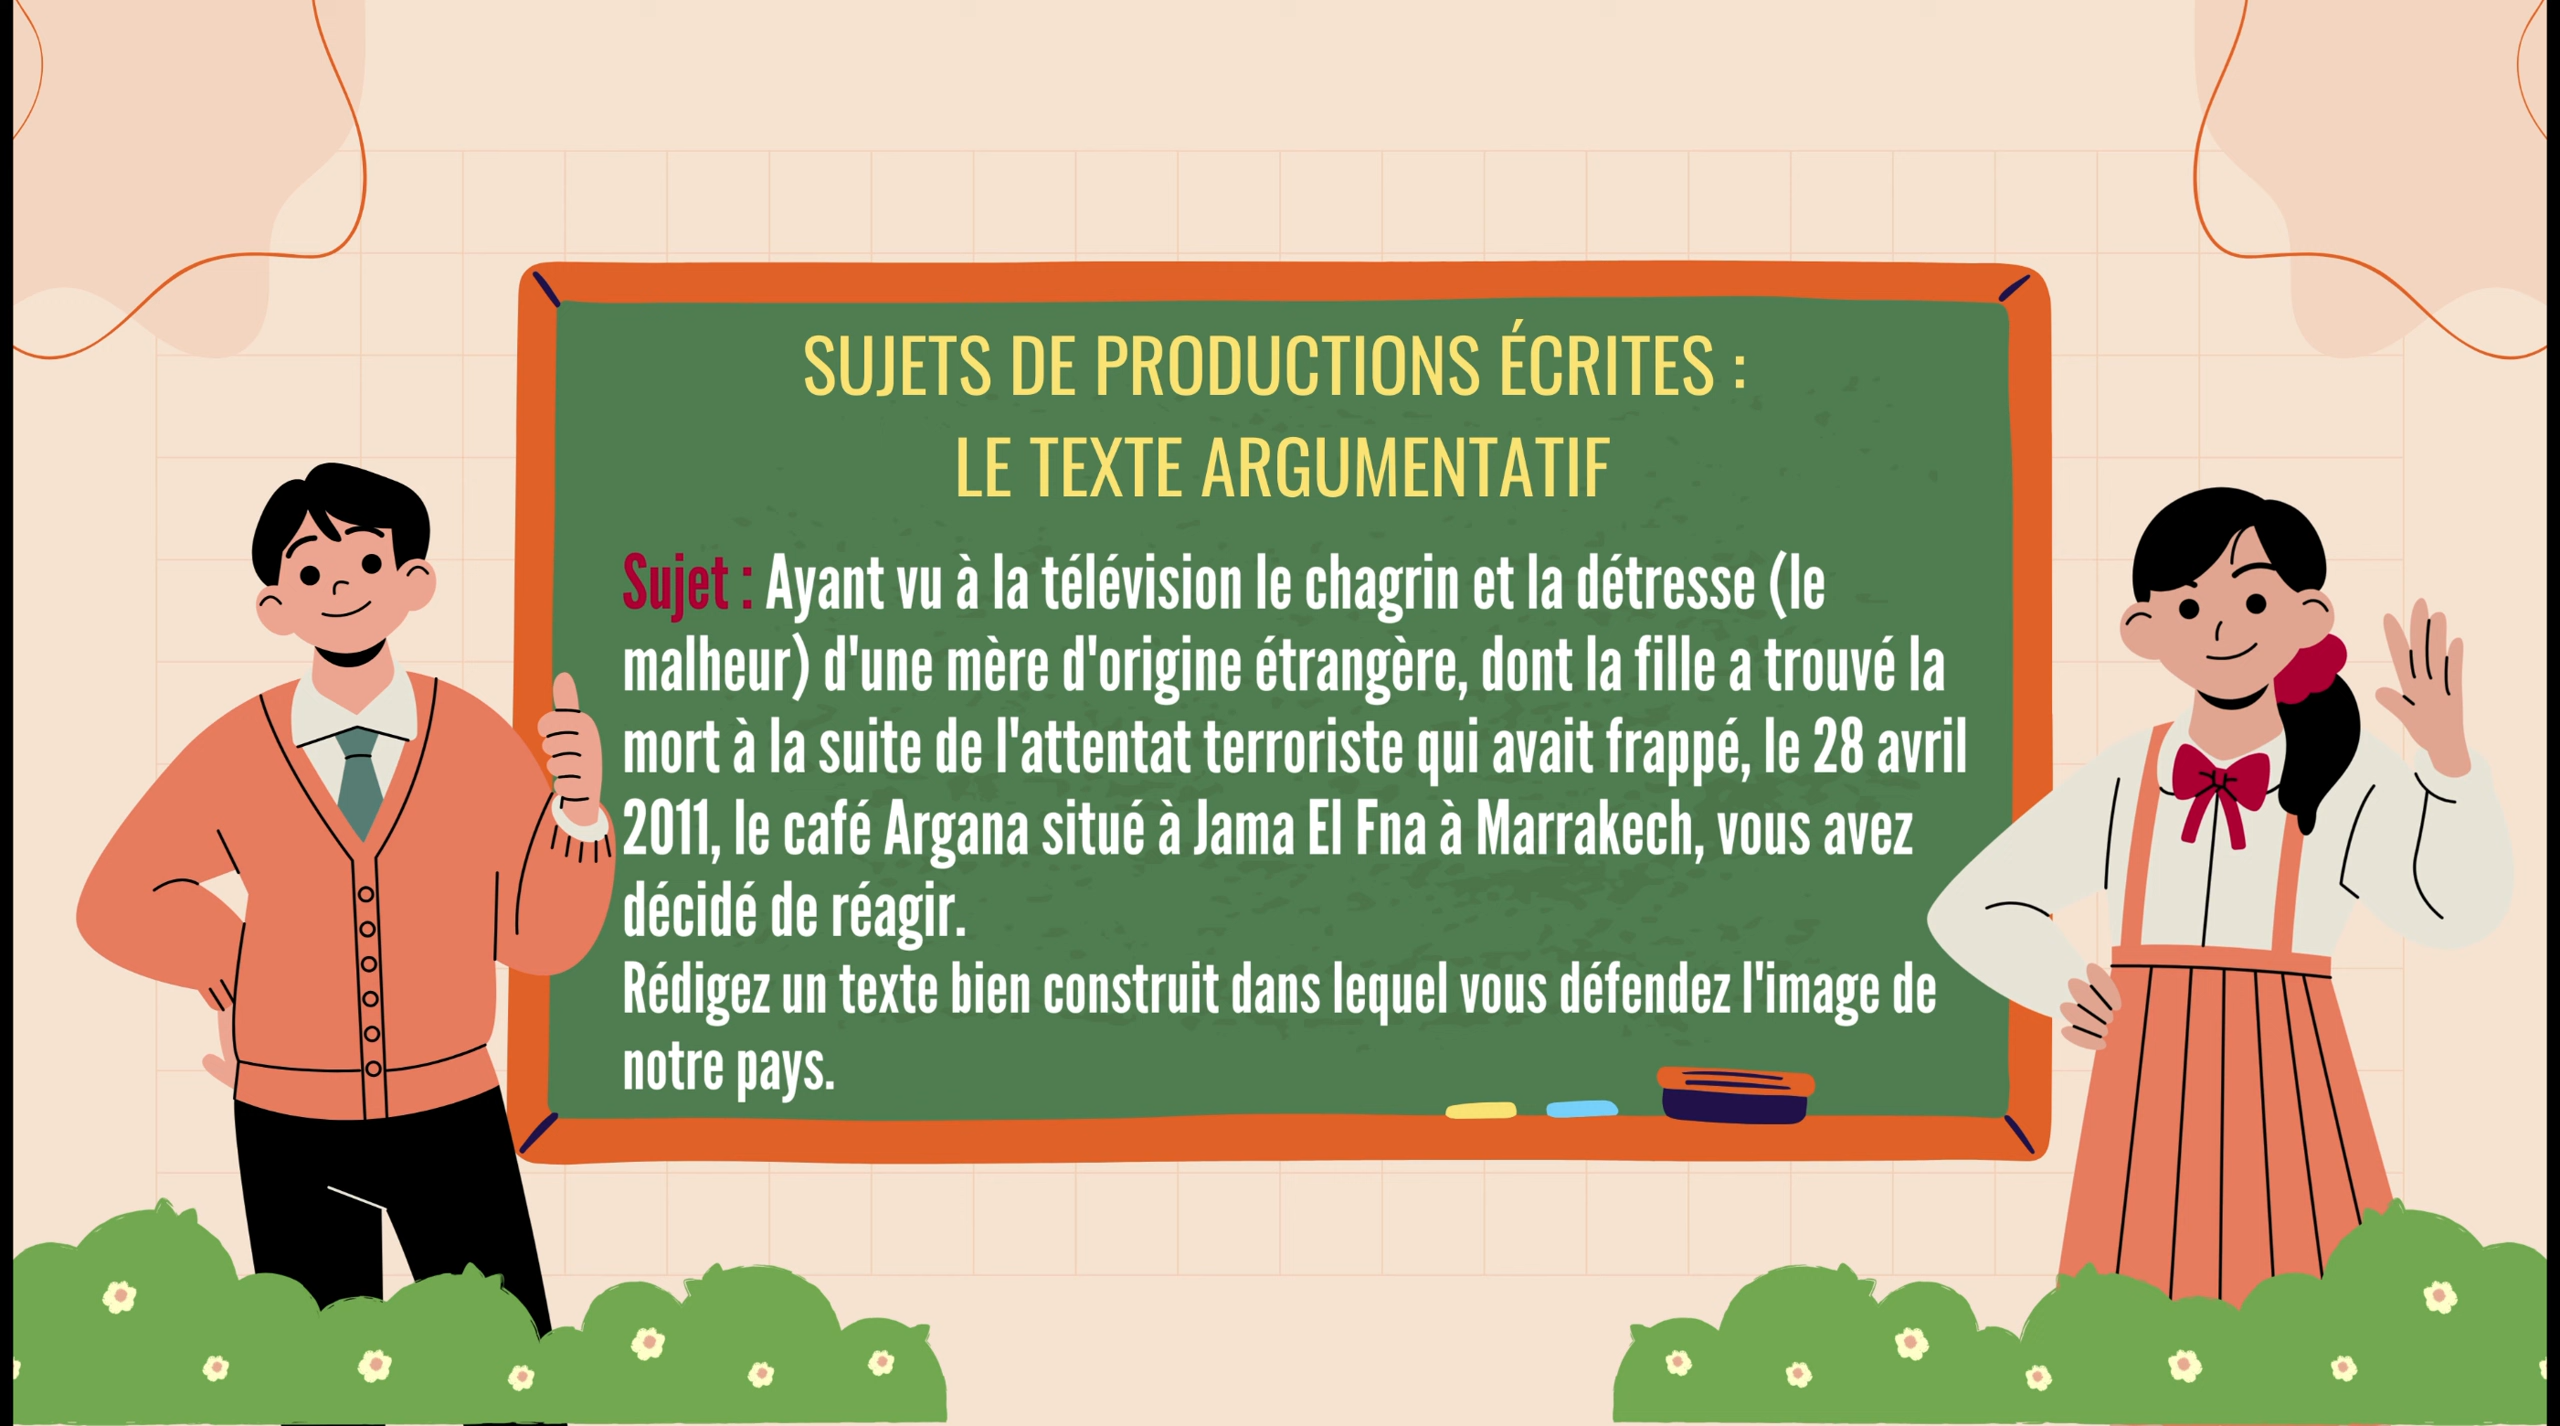 SUJETS DE PRODUCTIONS ÉCRITES :
LE TEXTE ARGUMENTATIF
Sujet : Ayant vu à la télévision le chagrin et la détresse (le
malheur) d'une mère d'origine étrangère, dont la fille a trouvé la
mort à la suite de l'attentat terroriste qui avait frappé, le 28 avril
2011, le café Argana situé à Jama El Fna à Marrakech, vous avez
décidé de réagir.
Rédigez un texte bien construit dans lequel vous défendez l'image de
notre pays.